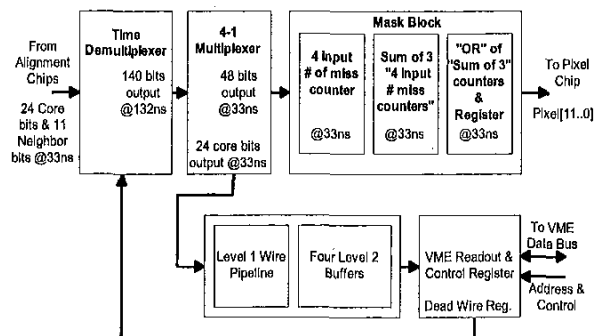 From
Alignment
Chips
24 Core
bits & 11
Neighbor
bits @33ns
Time
Demultiplexer
140 bits
output
@132ns
4-1
Multiplexer
48 bits
output
@33ns
24 core bits
output @33ns
Mask Block
4 Input
# of miss
counter
@33ns
Sum of 3
"4 Input
# miss
counters"
@33ns
"OR" of
"Sum of 3"
counters
&
Register
@33ns
To Pixel
Chip
Pixel[11..0]
Level 1 Wire
Pipeline
Four Level 2
Buffers
VME Readout &
Control Register
Dead Wire Reg.
To VME
Data Bus
Address &
Control